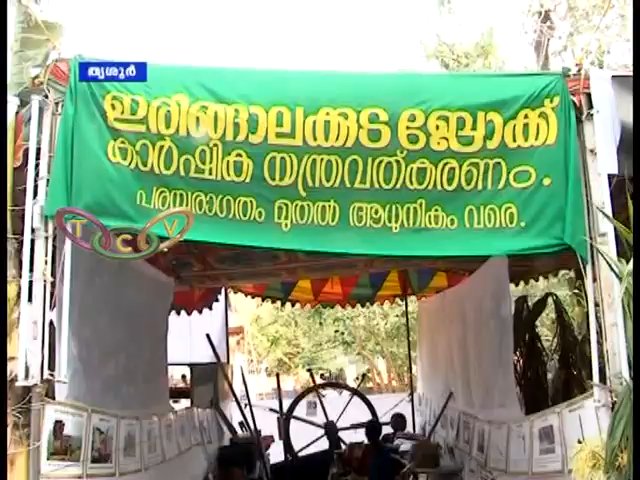 തൃശൂർ
ഇരിങ്ങാലക്കുട ബ്ലോക്ക്
കാർഷിക യന്ത്രവത്കരണം.
പരമ്പരാഗതം മുതൽ ആധുനികം വരെ.
TCV